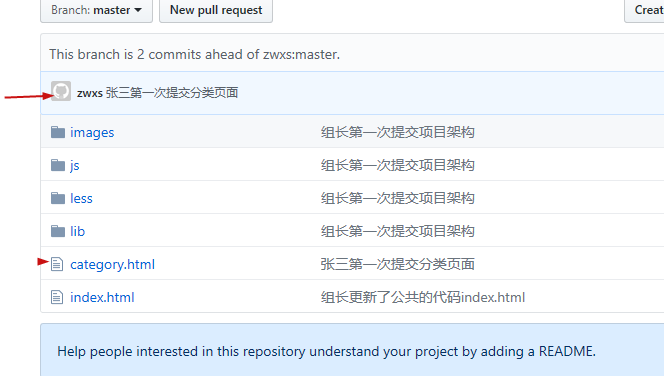 Branch: master New pull request
This branch is 2 commits ahead of zwxs:master.
zwxs 张三第一次提交分类页面
images 组长第一次提交项目架构
js 组长第一次提交项目架构
less 组长第一次提交项目架构
lib 组长第一次提交项目架构
category.html 张三第一次提交分类页面
index.html 组长更新了公共的代码index.html
Help people interested in this repository understand your project by adding a README.